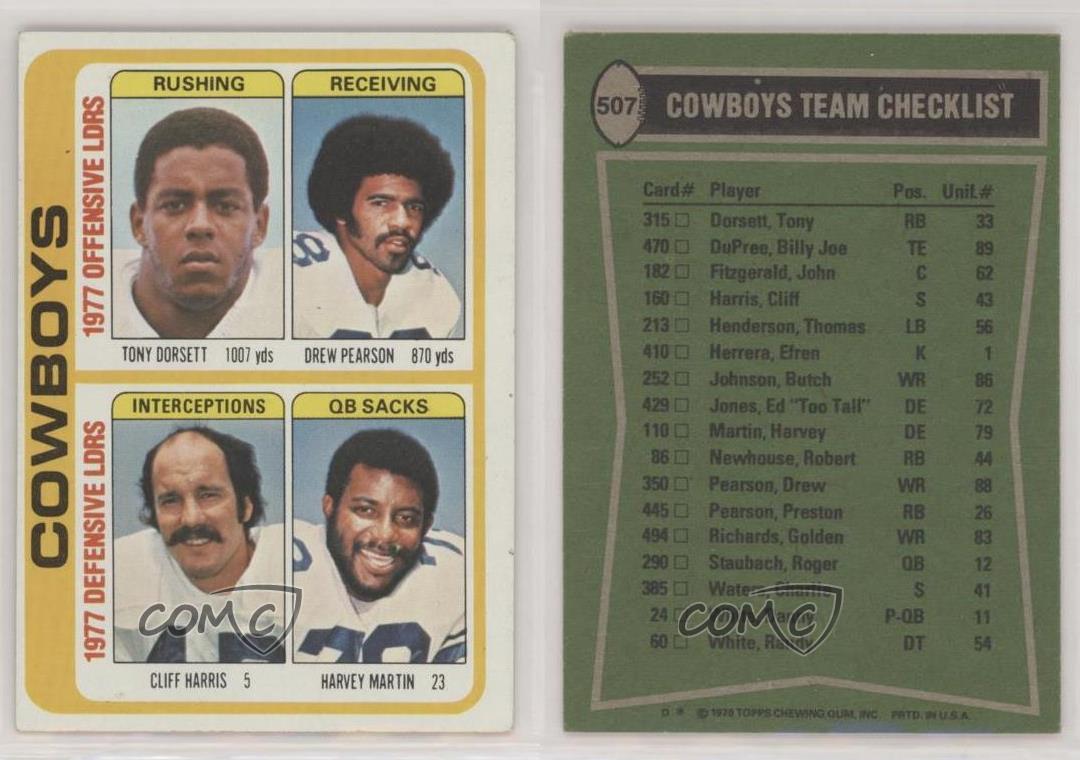 COWBOYS
1977 OFFENSIVE LDRS
RUSHING
RECEIVING
TONY DORSETT 1007 yds
DREW PEARSON 870 yds
1977 DEFENSIVE LDRS
INTERCEPTIONS
QB SACKS
CLIFF HARRIS 5
HARVEY MARTIN 23
COMC
507
COWBOYS TEAM CHECKLIST
Card# Player Pos. Unif.#
315 Dorsett, Tony RB 33
470 DuPree, Billy Joe TE 89
182 Fitzgerald, John C 62
160 Harris, Cliff S 43
213 Henderson, Thomas LB 56
410 Herrera, Efren K 1
252 Johnson, Butch WR 86
429 Jones, Ed "Too Tall" DE 72
110 Martin, Harvey DE 79
86 Newhouse, Robert RB 44
350 Pearson, Drew WR 88
445 Pearson, Preston RB 26
494 Richards, Golden WR 83
290 Staubach, Roger QB 12
385 Waters, Charlie S 41
24 P-QB 11
60 White, Randy DT 54
COMC
D * © 1978 TOPPS CHEWING GUM, INC. PRTD. IN U.S.A.